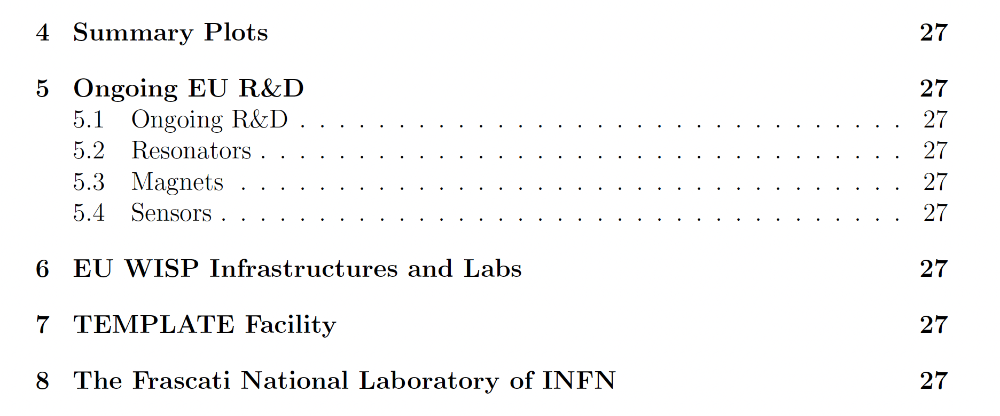 4 Summary Plots 27
5 Ongoing EU R&D 27
5.1 Ongoing R&D . . . . . . . . . . . . . . . . . . . . . . . . . . . . . . . 27
5.2 Resonators . . . . . . . . . . . . . . . . . . . . . . . . . . . . . . . . . 27
5.3 Magnets . . . . . . . . . . . . . . . . . . . . . . . . . . . . . . . . . . 27
5.4 Sensors . . . . . . . . . . . . . . . . . . . . . . . . . . . . . . . . . . . 27
6 EU WISP Infrastructures and Labs 27
7 TEMPLATE Facility 27
8 The Frascati National Laboratory of INFN 27